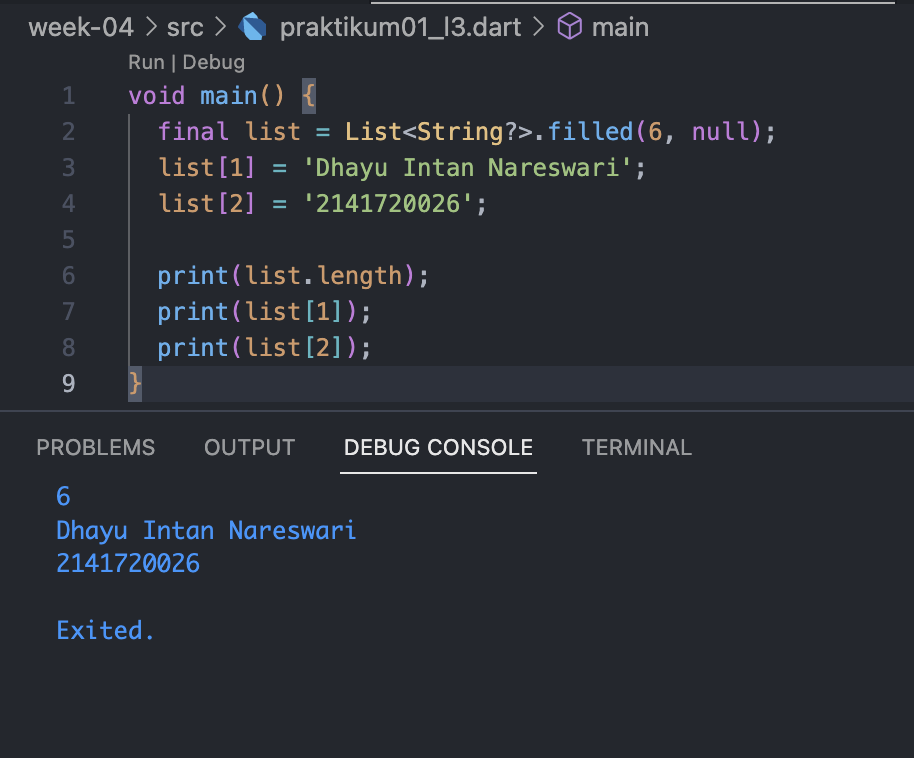 week-04 > src > praktikum01_l3.dart > main
Run | Debug
1 void main() {
2 final list = List<String?>.filled(6, null);
3 list[1] = 'Dhayu Intan Nareswari';
4 list[2] = '2141720026';
5
6 print(list.length);
7 print(list[1]);
8 print(list[2]);
9 }
PROBLEMS OUTPUT DEBUG CONSOLE TERMINAL
6
Dhayu Intan Nareswari
2141720026
Exited.